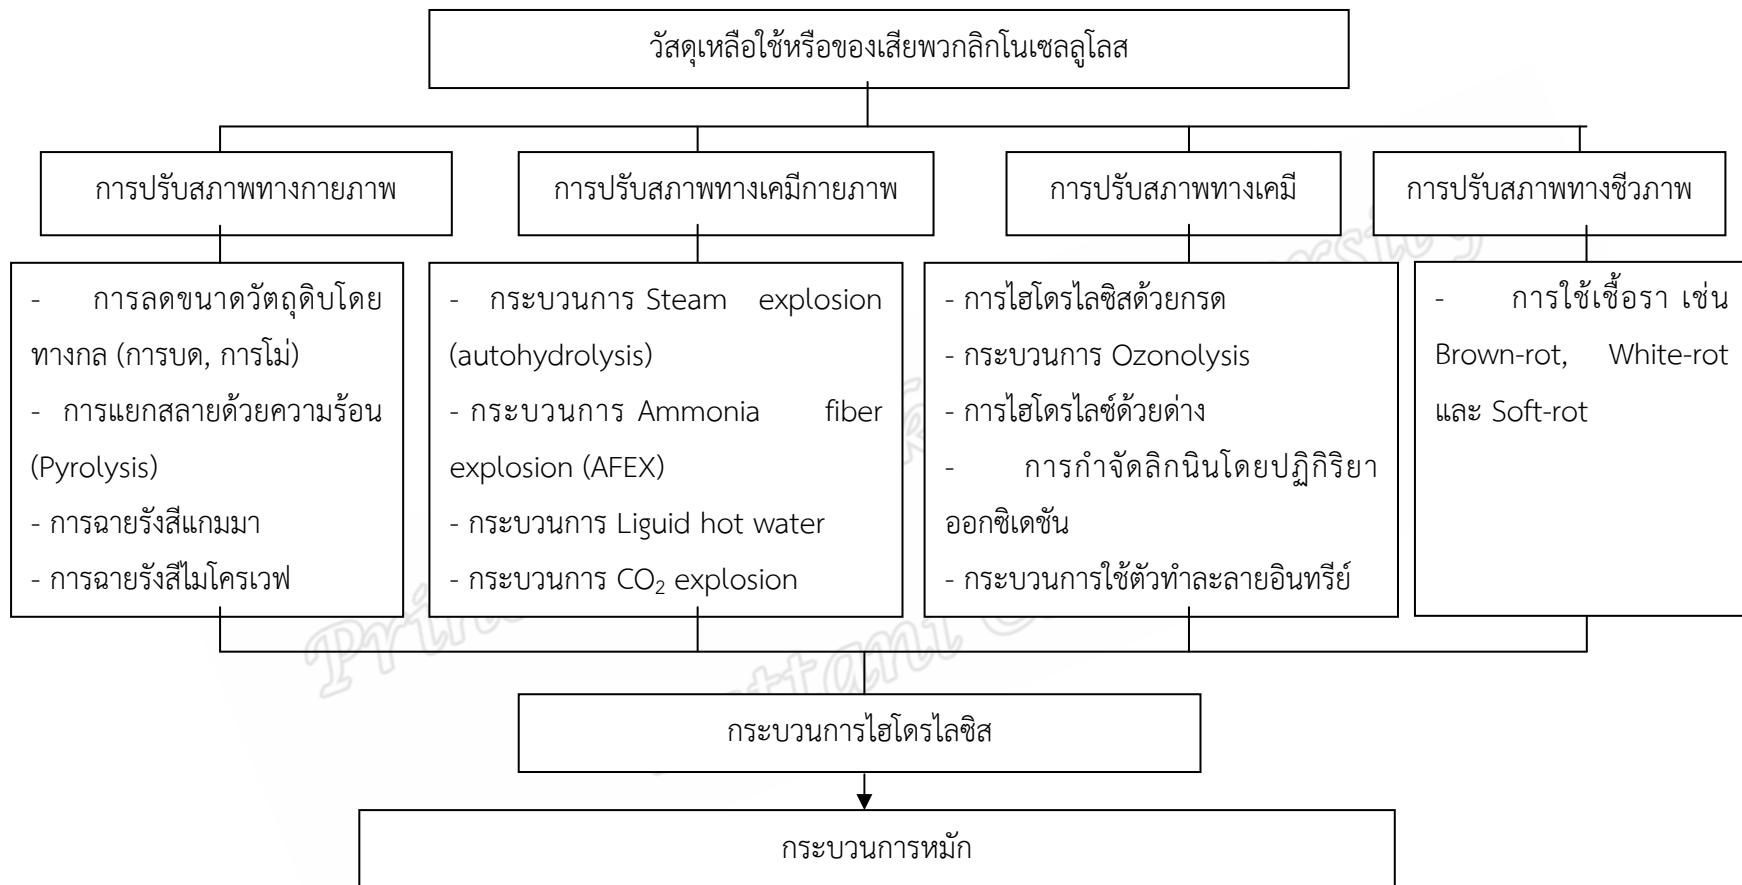 วัสดุเหลือใช้หรือของเสียพวกลิกโนเซลลูโลส
การปรับสภาพทางกายภาพ
การปรับสภาพทางเคมีกายภาพ
การปรับสภาพทางเคมี
การปรับสภาพทางชีวภาพ
- การลดขนาดวัตถุดิบโดย
ทางกล (การบด, การโม่)
- การแยกสลายด้วยความร้อน
(Pyrolysis)
- การฉายรังสีแกมมา
- การฉายรังสีไมโครเวฟ
- กระบวนการ Steam explosion
(autohydrolysis)
- กระบวนการ Ammonia fiber
explosion (AFEX)
- กระบวนการ Liguid hot water
- กระบวนการ CO₂ explosion
- การไฮโดรไลซิสด้วยกรด
- กระบวนการ Ozonolysis
- การไฮโดรไลซ์ด้วยด่าง
- การกำจัดลิกนินโดยปฏิกิริยา
ออกซิเดชัน
- กระบวนการใช้ตัวทำละลายอินทรีย์
- การใช้เชื้อรา เช่น
Brown-rot, White-rot
และ Soft-rot
กระบวนการไฮโดรไลซิส
กระบวนการหมัก